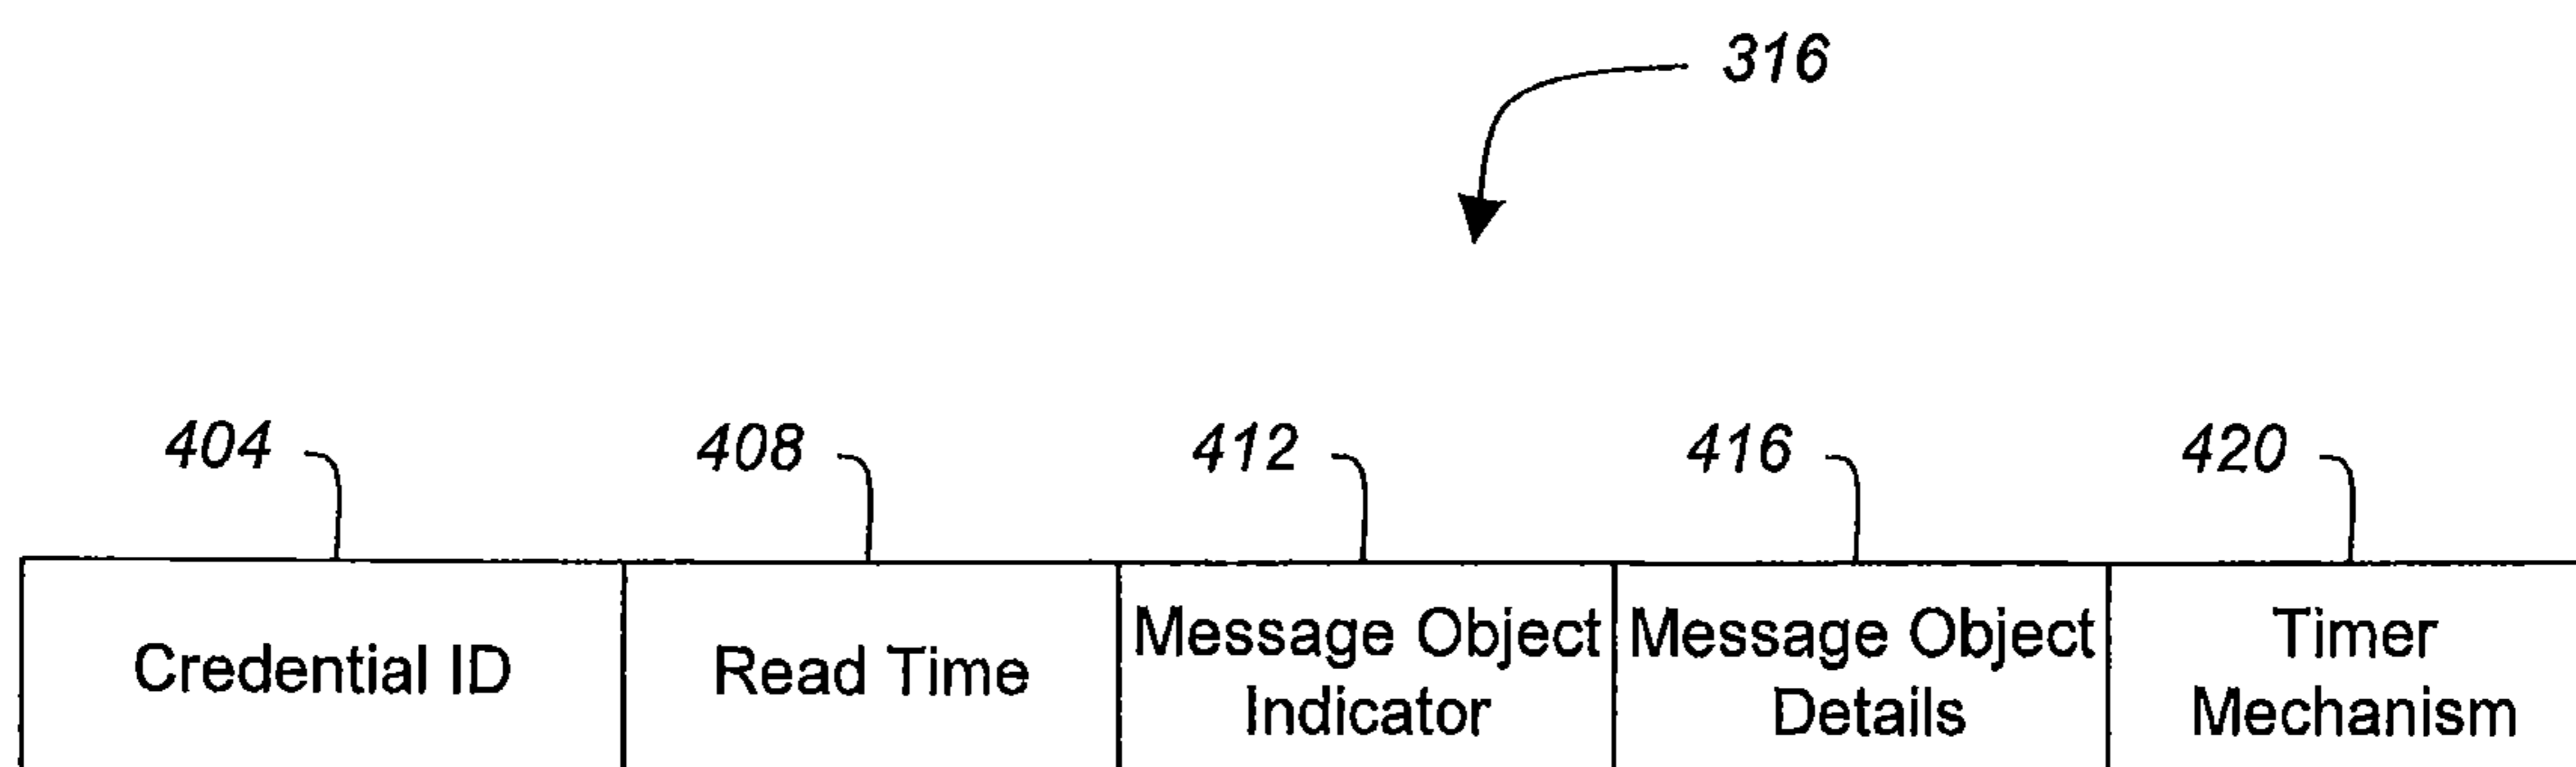 316
404
408
412
416
420
Credential ID
Read Time
Message Object
Indicator
Message Object
Details
Timer
Mechanism